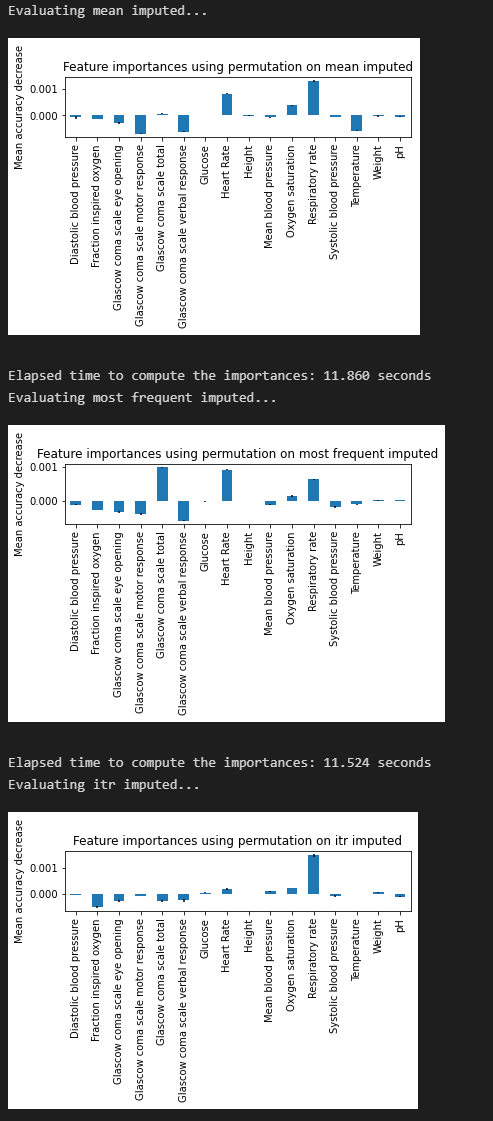 Evaluating mean imputed...
Feature importances using permutation on mean imputed
Mean accuracy decrease
0.001
0.000
Diastolic blood pressure
Fraction inspired oxygen
Glascow coma scale eye opening
Glascow coma scale motor response
Glascow coma scale total
Glascow coma scale verbal response
Glucose
Heart Rate
Height
Mean blood pressure
Oxygen saturation
Respiratory rate
Systolic blood pressure
Temperature
Weight
pH
Elapsed time to compute the importances: 11.860 seconds
Evaluating most frequent imputed...
Feature importances using permutation on most frequent imputed
Mean accuracy decrease
0.001
0.000
Diastolic blood pressure
Fraction inspired oxygen
Glascow coma scale eye opening
Glascow coma scale motor response
Glascow coma scale total
Glascow coma scale verbal response
Glucose
Heart Rate
Height
Mean blood pressure
Oxygen saturation
Respiratory rate
Systolic blood pressure
Temperature
Weight
pH
Elapsed time to compute the importances: 11.524 seconds
Evaluating itr imputed...
Feature importances using permutation on itr imputed
Mean accuracy decrease
0.001
0.000
Diastolic blood pressure
Fraction inspired oxygen
Glascow coma scale eye opening
Glascow coma scale motor response
Glascow coma scale total
Glascow coma scale verbal response
Glucose
Heart Rate
Height
Mean blood pressure
Oxygen saturation
Respiratory rate
Systolic blood pressure
Temperature
Weight
pH